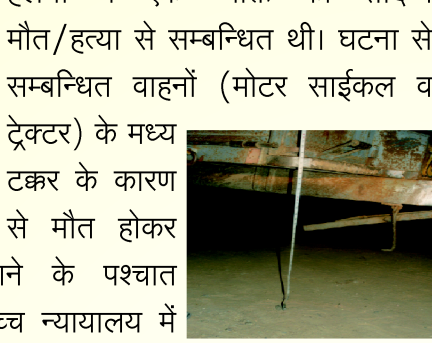 मौत/हत्या से सम्बन्धित थी। घटना से
सम्बन्धित वाहनों (मोटर साईकल व
ट्रेक्टर) के मध्य
टक्कर के कारण
से मौत होकर
के पश्चात
न्यायालय में